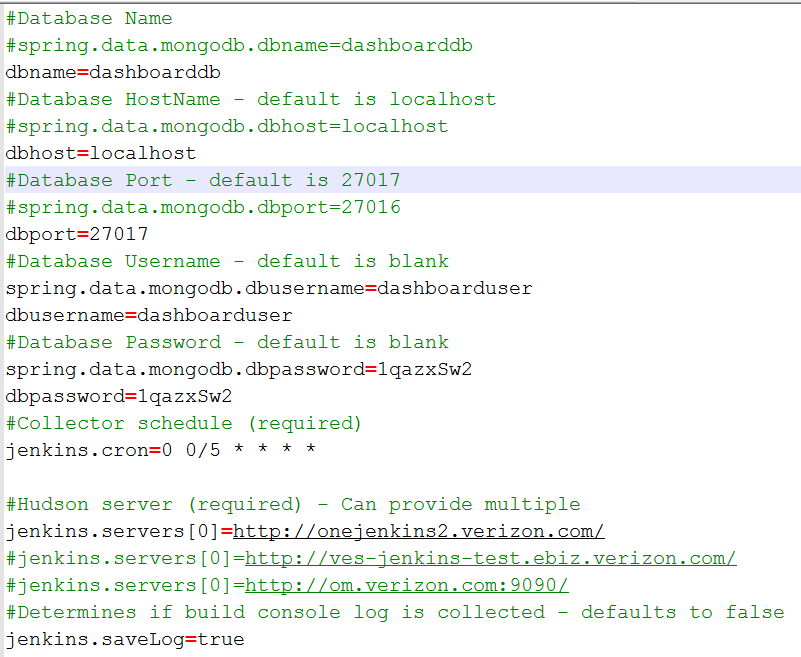 #Database Name
#spring.data.mongodb.dbname=dashboarddb
dbname=dashboarddb
#Database HostName - default is localhost
#spring.data.mongodb.dbhost=localhost
dbhost=localhost
#Database Port - default is 27017
#spring.data.mongodb.dbport=27016
dbport=27017
#Database Username - default is blank
spring.data.mongodb.dbusername=dashboarduser
dbusername=dashboarduser
#Database Password - default is blank
spring.data.mongodb.dbpassword=1qazxSw2
dbpassword=1qazxSw2
#Collector schedule (required)
jenkins.cron=0 0/5 * * * *
#Hudson server (required) - Can provide multiple
jenkins.servers[0]=http://onejenkins2.verizon.com/
#jenkins.servers[0]=http://ves-jenkins-test.ebiz.verizon.com/
#jenkins.servers[0]=http://om.verizon.com:9090/
#Determines if build console log is collected - defaults to false
jenkins.saveLog=true